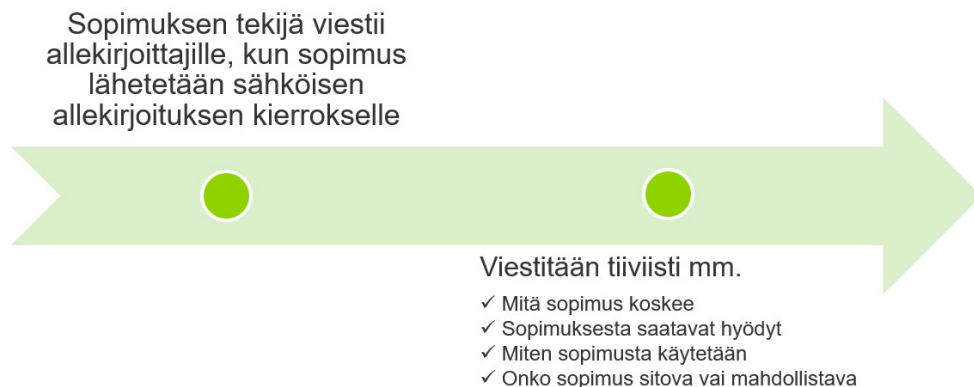 Sopimuksen tekijä viestii
allekirjoittajille, kun sopimus
lähetetään sähköisen
allekirjoituksen kierrokselle
Viestitään tiiviisti mm.
✓ Mitä sopimus koskee
✓ Sopimuksesta saatavat hyödyt
✓ Miten sopimusta käytetään
✓ Onko sopimus sitova vai mahdollistava